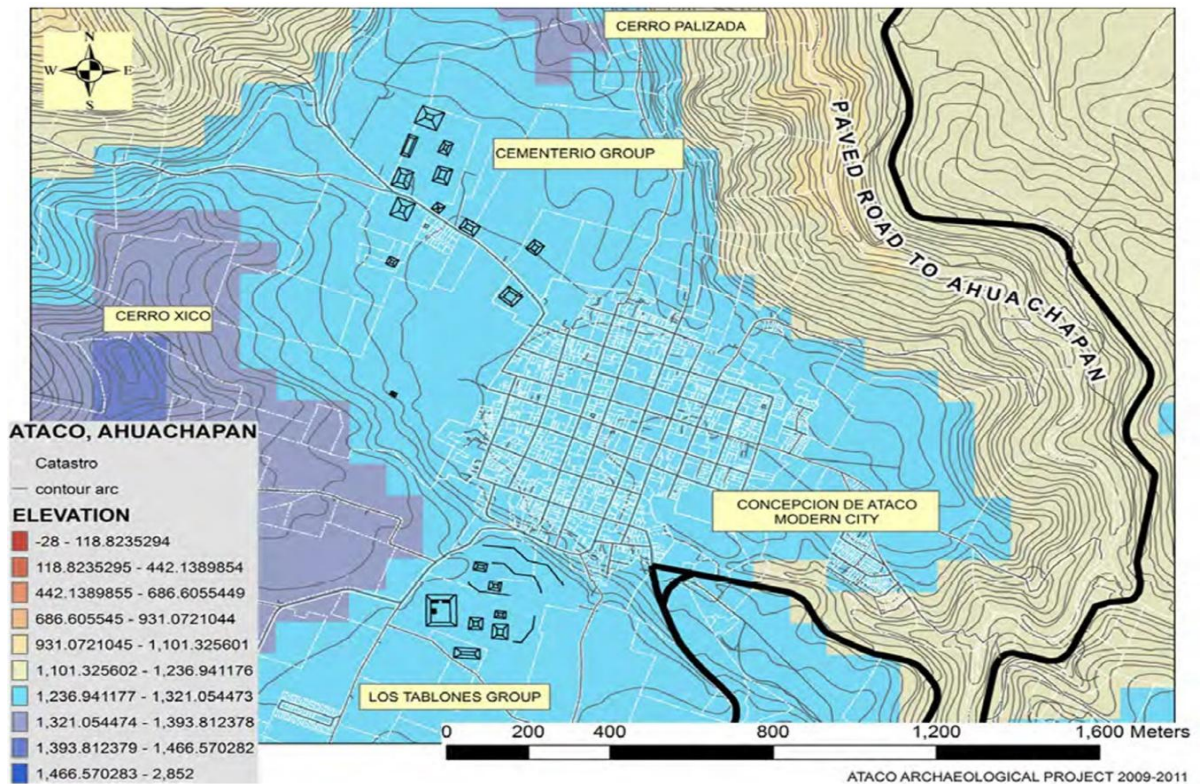 CERRO PALIZADA
N
W E
S
CEMENTERIO GROUP
PAVED ROAD TO AHUACHAPAN
CERRO XICO
ATACO, AHUACHAPAN
Catastro
contour arc
ELEVATION
-28 - 118.8235294
118.8235295 - 442.1389854
442.1389855 - 686.6055449
686.605545 - 931.0721044
931.0721045 - 1,101.325601
1,101.325602 - 1,236.941176
1,236.941177 - 1,321.054473
1,321.054474 - 1,393.812378
1,393.812379 - 1,466.570282
1,466.570283 - 2,852
CONCEPCION DE ATACO
MODERN CITY
LOS TABLONES GROUP
0 200 400 800 1,200 1,600 Meters
ATACO ARCHAEOLOGICAL PROJECT 2009-2011